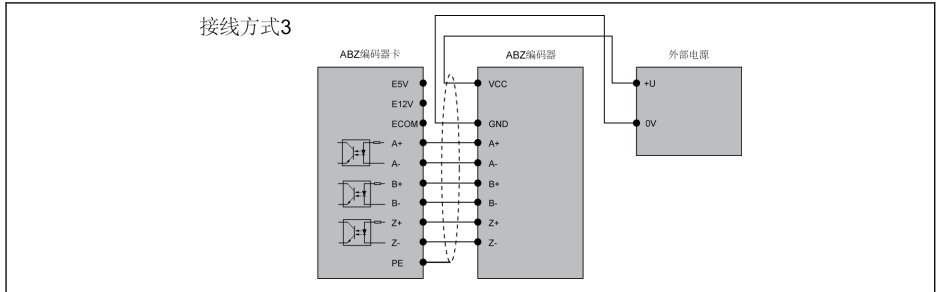 接线方式3
ABZ编码器卡
ABZ编码器
外部电源
E5V
VCC
+U
E12V
ECOM
GND
0V
A+
A+
A-
A-
B+
B+
B-
B-
Z+
Z+
Z-
Z-
PE